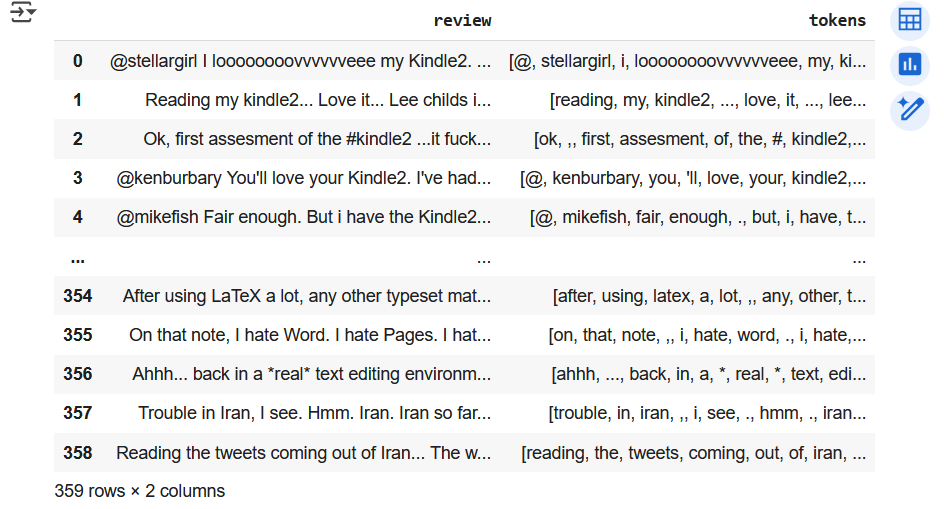 review tokens
0 @stellargirl I loooooooovvvvvveee my Kindle2. ... [@, stellargirl, i, loooooooovvvvvveee, my, ki...
1 Reading my kindle2... Love it... Lee childs i... [reading, my, kindle2, ..., love, it, ..., lee...
2 Ok, first assesment of the #kindle2 ...it fuck... [ok, ,, first, assesment, of, the, #, kindle2,...
3 @kenburbary You'll love your Kindle2. I've had... [@, kenburbary, you, 'll, love, your, kindle2,...
4 @mikefish Fair enough. But i have the Kindle2... [@, mikefish, fair, enough, ., but, i, have, t...
... ... ...
354 After using LaTeX a lot, any other typeset mat... [after, using, latex, a, lot, ,, any, other, t...
355 On that note, I hate Word. I hate Pages. I hat... [on, that, note, ,, i, hate, word, ., i, hate,...
356 Ahhh... back in a *real* text editing environm... [ahhh, ..., back, in, a, *, real, *, text, edi...
357 Trouble in Iran, I see. Hmm. Iran. Iran so far... [trouble, in, iran, ,, i, see, ., hmm, ., iran...
358 Reading the tweets coming out of Iran... The w... [reading, the, tweets, coming, out, of, iran, ...
359 rows × 2 columns